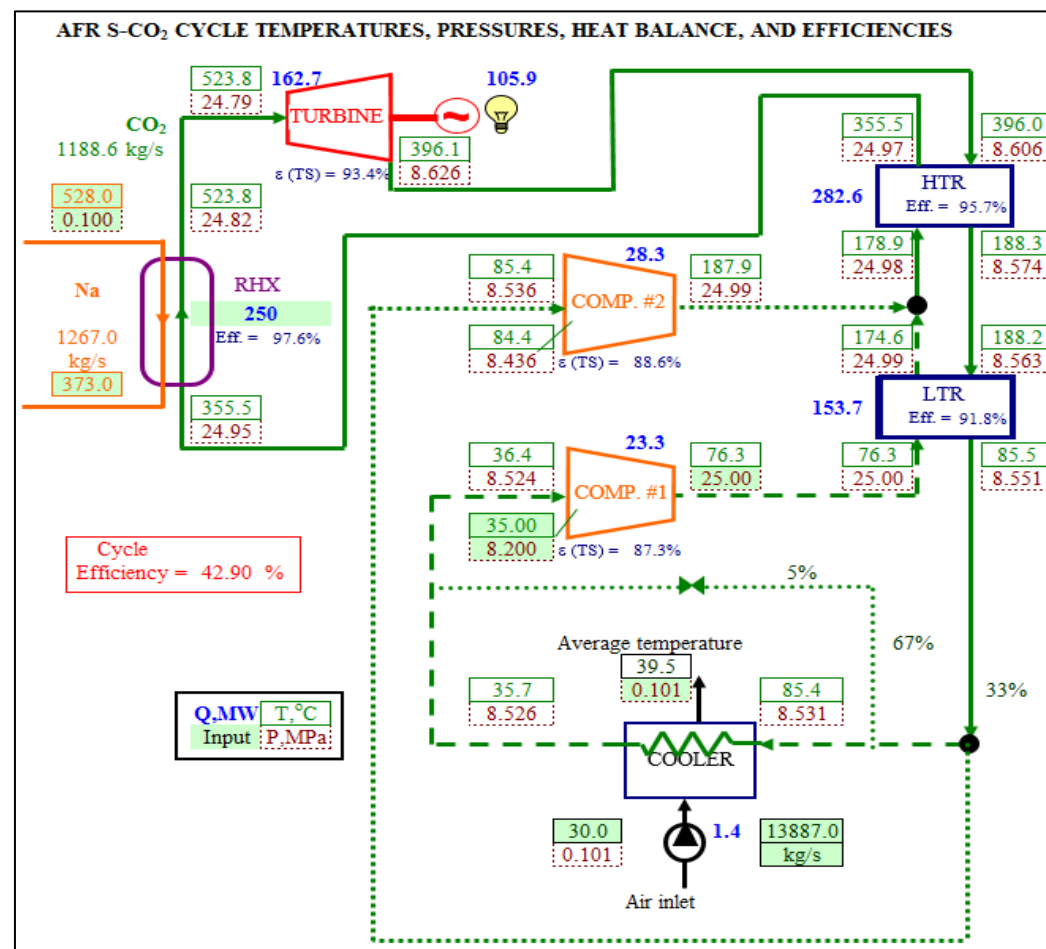 AFR S-CO₂ CYCLE TEMPERATURES, PRESSURES, HEAT BALANCE, AND EFFICIENCIES
523.8
24.79
162.7
105.9
TURBINE
~
CO₂
1188.6 kg/s
396.1
8.626
ε (TS) = 93.4%
355.5
24.97
396.0
8.606
528.0
0.100
523.8
24.82
HTR
Eff. = 95.7%
282.6
178.9
24.98
188.3
8.574
Na
1267.0
kg/s
373.0
RHX
250
Eff. = 97.6%
85.4
8.536
28.3
187.9
24.99
COMP. #2
84.4
8.436
ε (TS) = 88.6%
174.6
24.99
188.2
8.563
LTR
Eff. = 91.8%
153.7
355.5
24.95
36.4
8.524
23.3
76.3
25.00
76.3
25.00
85.5
8.551
COMP. #1
35.00
8.200
ε (TS) = 87.3%
Cycle
Efficiency = 42.90 %
5%
67%
33%
Average temperature
39.5
0.101
35.7
8.526
85.4
8.531
COOLER
Q,MW T,°C
Input P,MPa
30.0
0.101
1.4
13887.0
kg/s
Air inlet